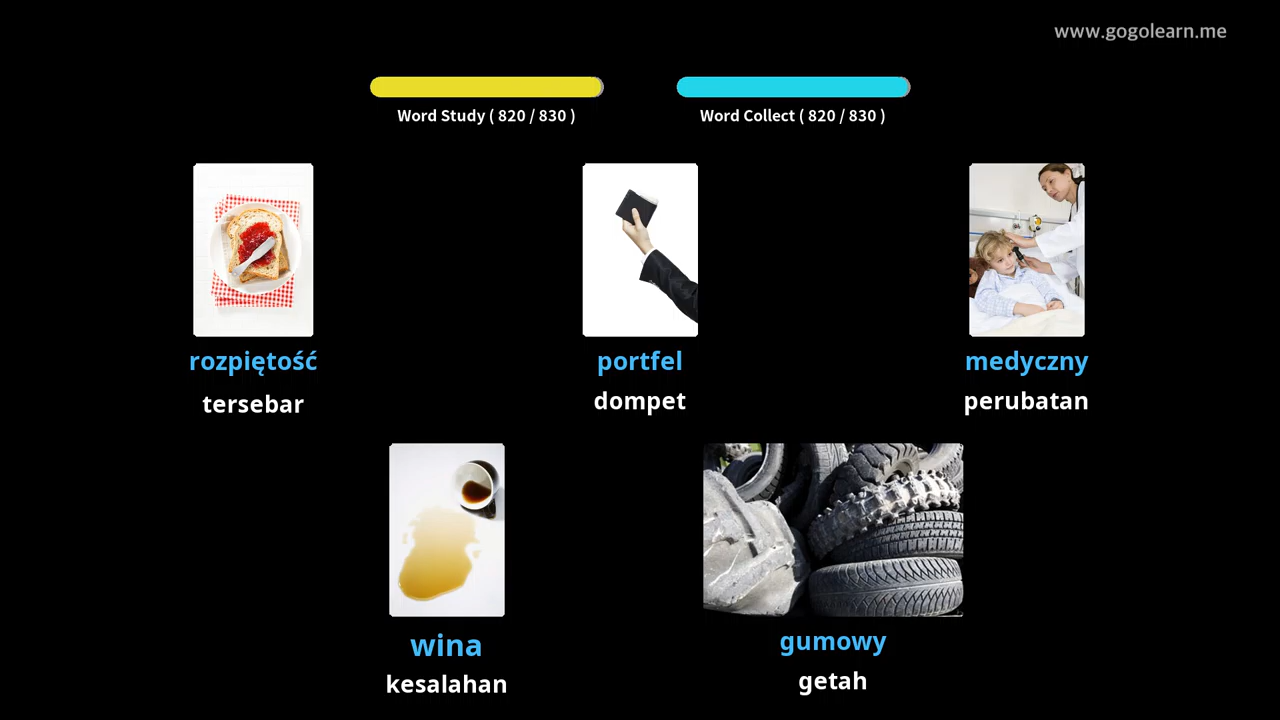 www.gogolearn.me
Word Study ( 820 / 830 )
Word Collect ( 820 / 830 )
rozpiętość
tersebar
portfel
dompet
medyczny
perubatan
wina
kesalahan
gumowy
getah